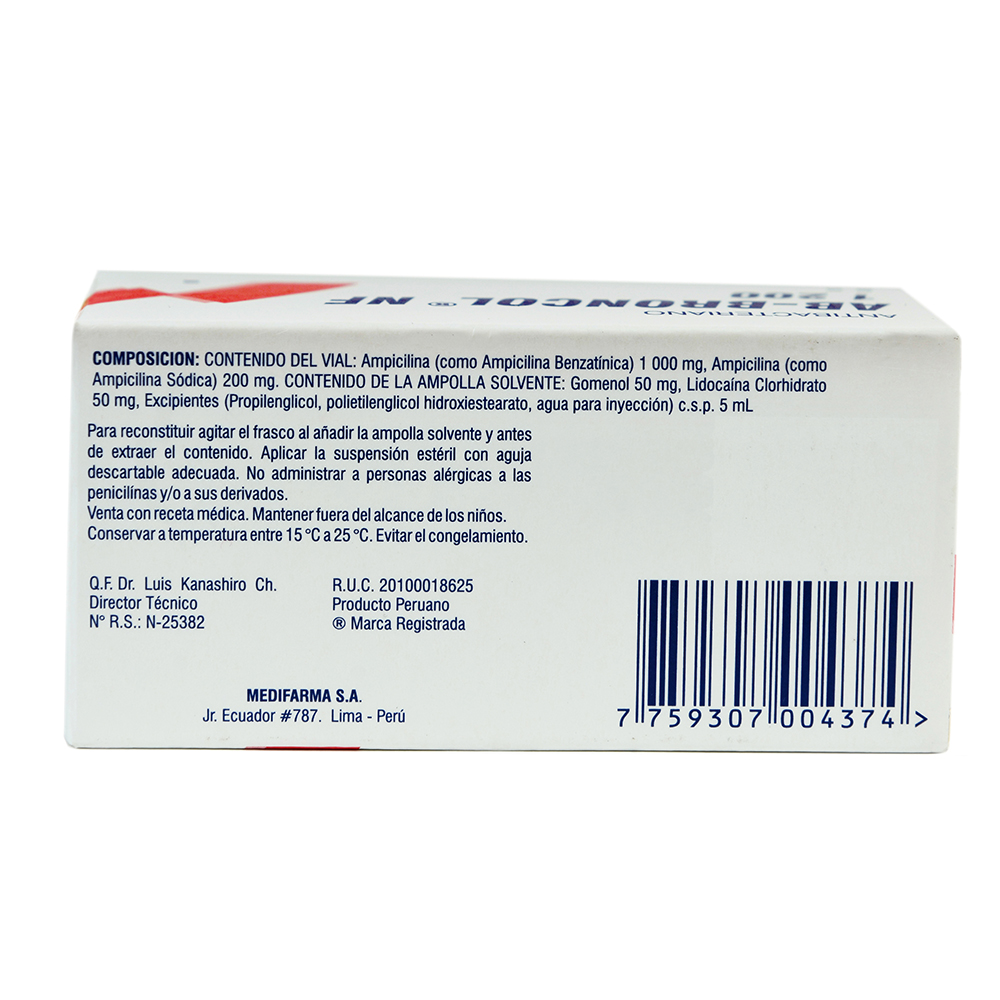 ANTIBACTERIANO
AB-BRONCOL® NF
1 200
COMPOSICION: CONTENIDO DEL VIAL: Ampicilina (como Ampicilina Benzatínica) 1 000 mg, Ampicilina (como
Ampicilina Sódica) 200 mg. CONTENIDO DE LA AMPOLLA SOLVENTE: Gomenol 50 mg, Lidocaína Clorhidrato
50 mg, Excipientes (Propilenglicol, polietilenglicol hidroxiestearato, agua para inyección) c.s.p. 5 mL
Para reconstituir agitar el frasco al añadir la ampolla solvente y antes
de extraer el contenido. Aplicar la suspensión estéril con aguja
descartable adecuada. No administrar a personas alérgicas a las
penicilínas y/o a sus derivados.
Venta con receta médica. Mantener fuera del alcance de los niños.
Conservar a temperatura entre 15 °C a 25 °C. Evitar el congelamiento.
Q.F. Dr. Luis Kanashiro Ch.
Director Técnico
N° R.S.: N-25382
R.U.C. 20100018625
Producto Peruano
® Marca Registrada
MEDIFARMA S.A.
Jr. Ecuador #787. Lima - Perú
7 759307 004374 >